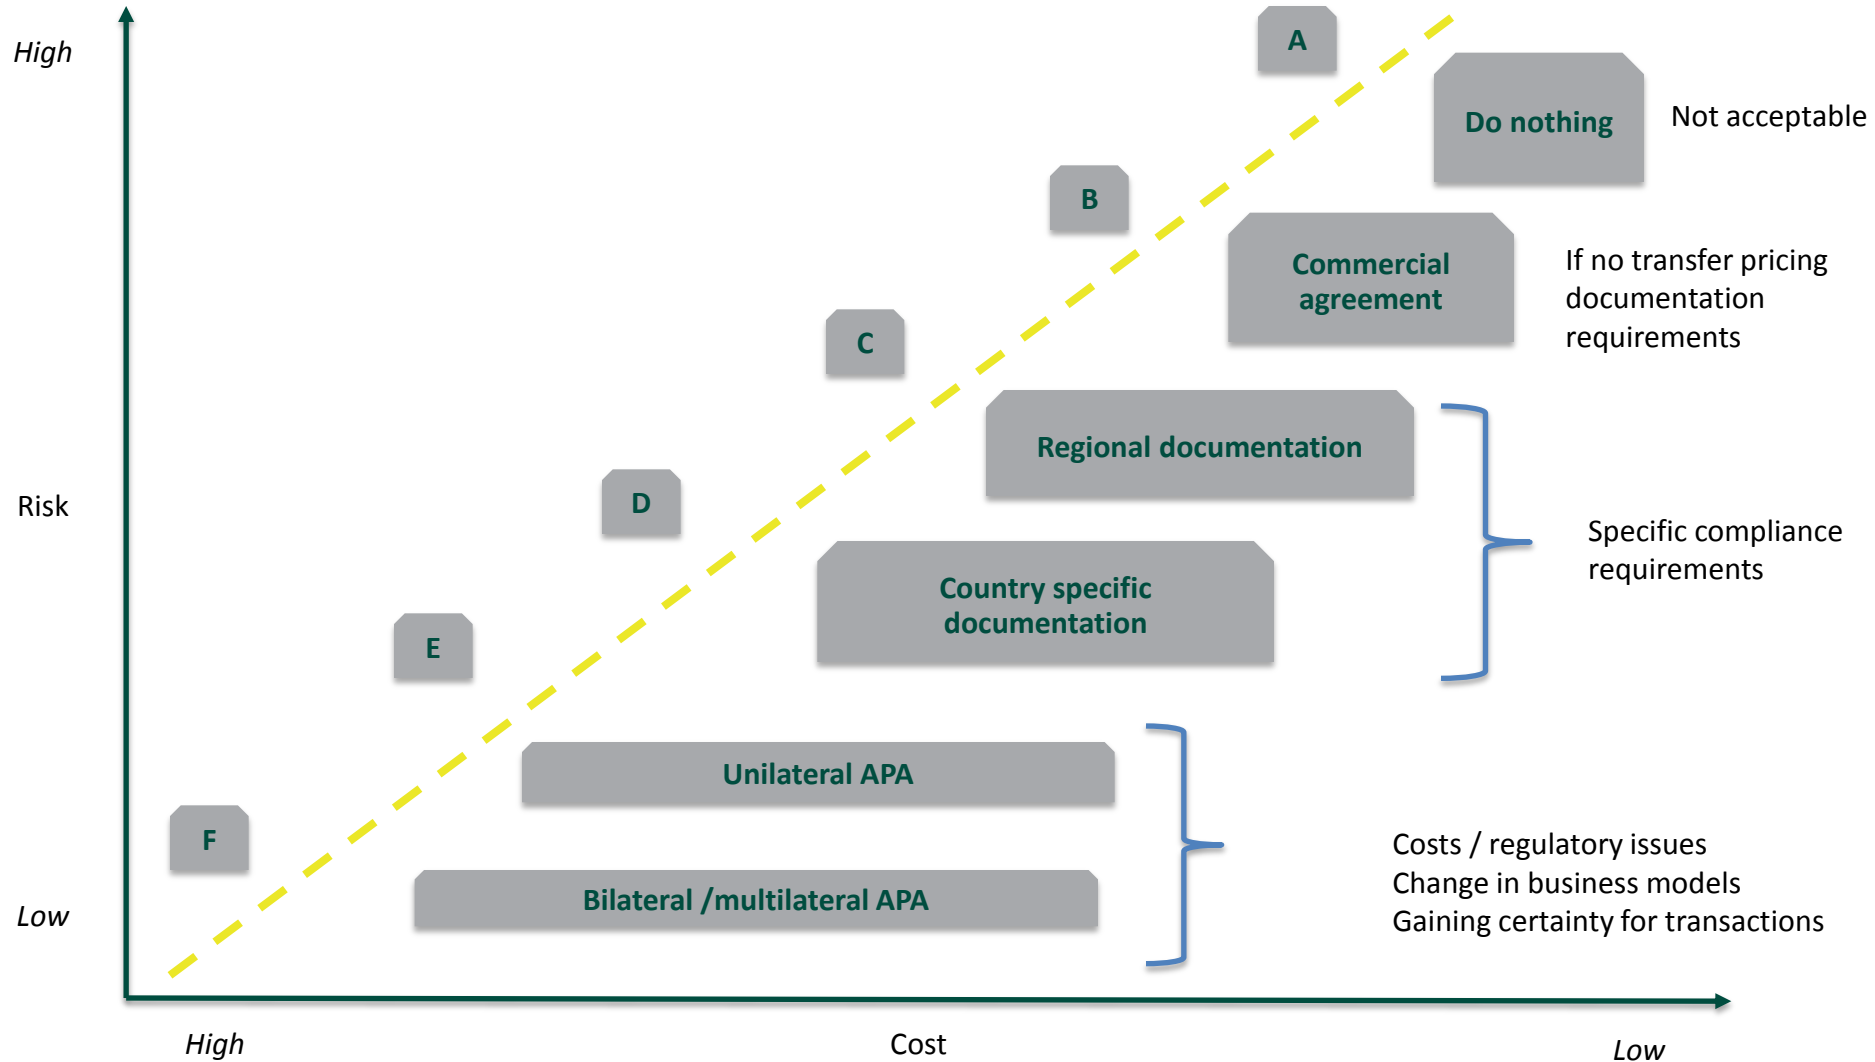 High
A
Do nothing
Not acceptable
B
Commercial
agreement
If no transfer pricing
documentation
requirements
C
Regional documentation
Risk
D
Specific compliance
requirements
Country specific
documentation
E
Unilateral APA
F
Costs / regulatory issues
Change in business models
Gaining certainty for transactions
Bilateral /multilateral APA
Low
High
Cost
Low